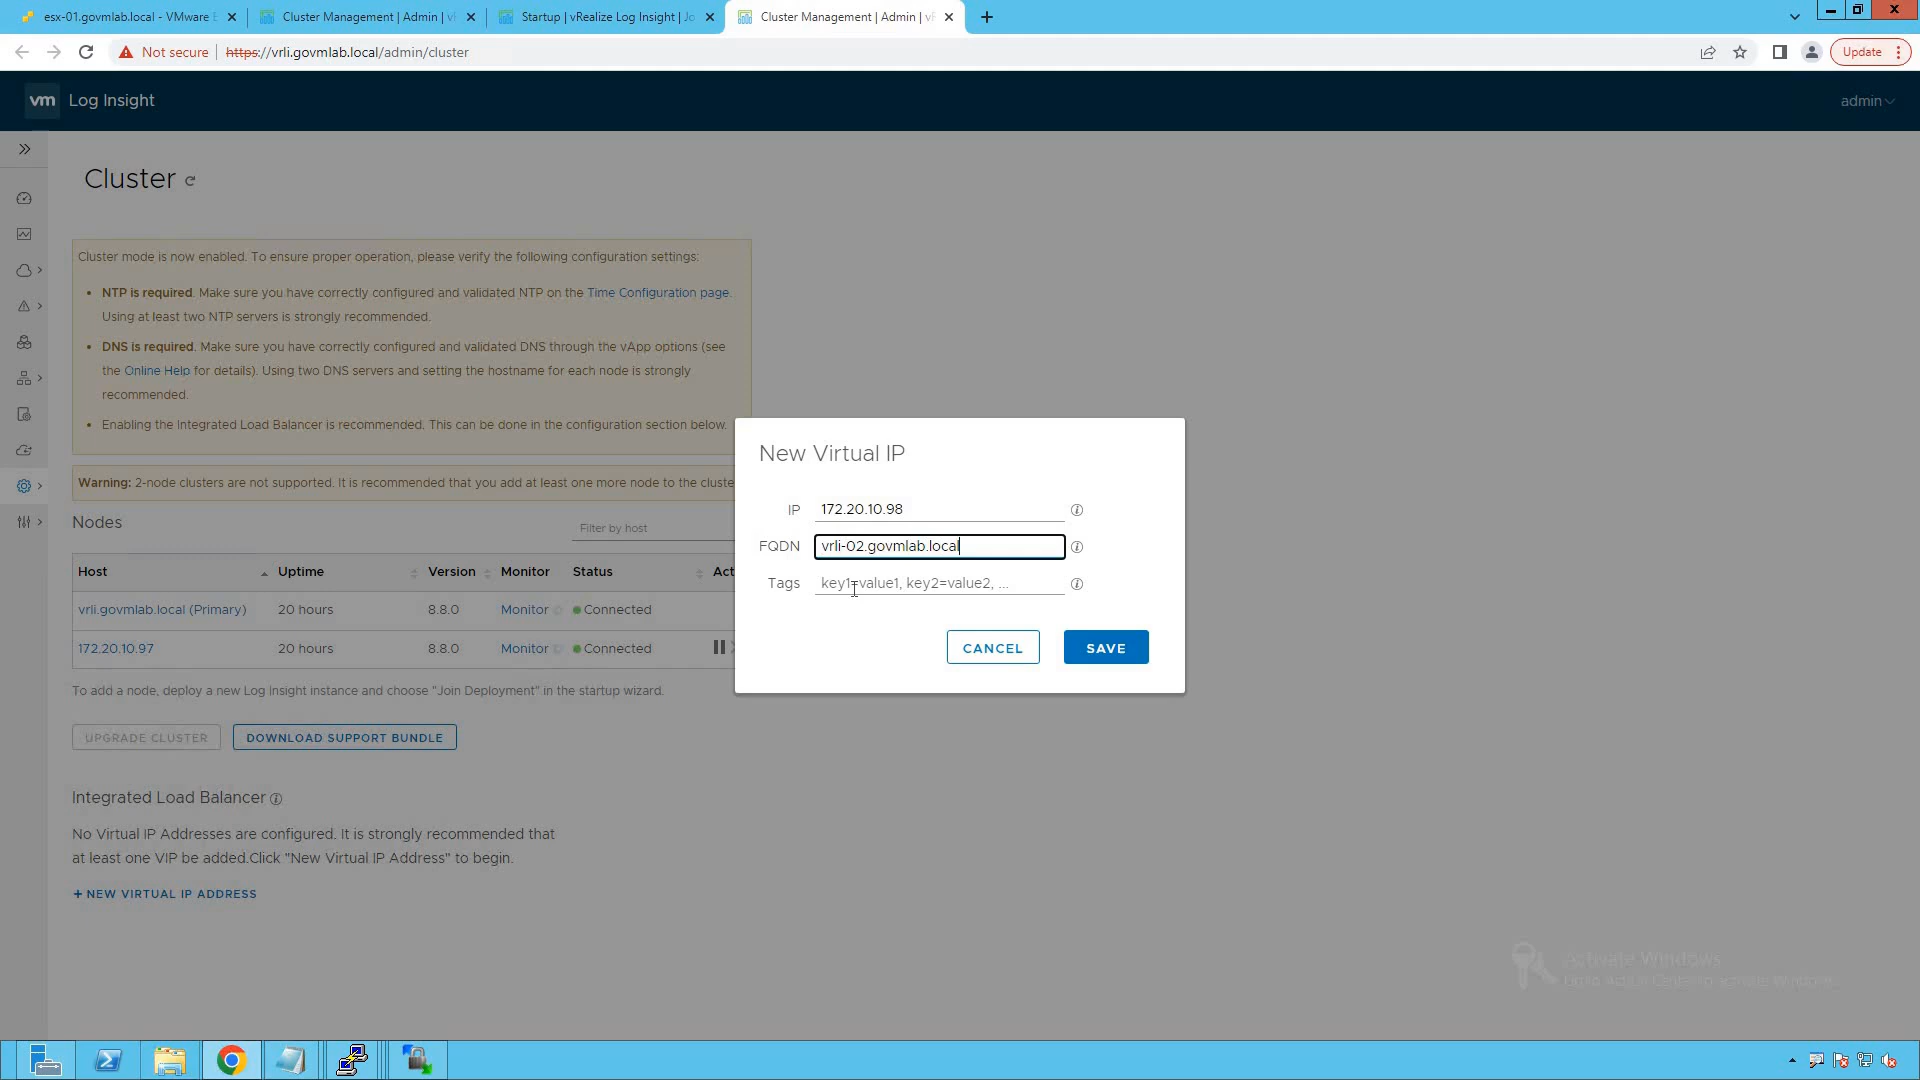 esx-01.govmlab.local - VMware E
Cluster Management | Admin | vR
Startup | vRealize Log Insight | Jo
Cluster Management | Admin | vR
Not secure
https://vrli.govmlab.local/admin/cluster
Update
vm
Log Insight
admin
Cluster
Cluster mode is now enabled. To ensure proper operation, please verify the following configuration settings:
• NTP is required. Make sure you have correctly configured and validated NTP on the Time Configuration page.
Using at least two NTP servers is strongly recommended.
• DNS is required. Make sure you have correctly configured and validated DNS through the vApp options (see
the Online Help for details). Using two DNS servers and setting the hostname for each node is strongly
recommended.
• Enabling the Integrated Load Balancer is recommended. This can be done in the configuration section below.
Warning: 2-node clusters are not supported. It is recommended that you add at least one more node to the cluste
Nodes
Filter by host
Host Uptime Version Monitor Status Act
vrli.govmlab.local (Primary) 20 hours 8.8.0 Monitor Connected
172.20.10.97 20 hours 8.8.0 Monitor Connected
To add a node, deploy a new Log Insight instance and choose "Join Deployment" in the startup wizard.
UPGRADE CLUSTER
DOWNLOAD SUPPORT BUNDLE
Integrated Load Balancer
No Virtual IP Addresses are configured. It is strongly recommended that
at least one VIP be added.Click "New Virtual IP Address" to begin.
+ NEW VIRTUAL IP ADDRESS
New Virtual IP
IP 172.20.10.98
FQDN vrli-02.govmlab.local
Tags key1=value1, key2=value2, ...
CANCEL
SAVE
Activate Windows
Go to Action Center to activate Windows.